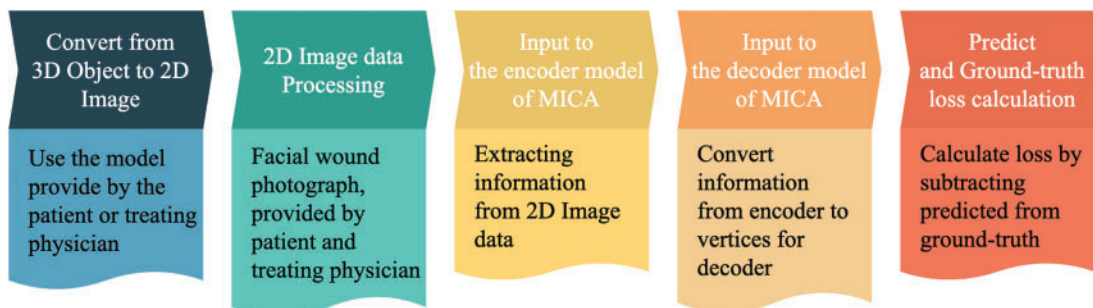 Convert from
3D Object to 2D
Image
Use the model
provide by the
patient or treating
physician
2D Image data
Processing
Facial wound
photograph,
provided by
patient and
treating physician
Input to
the encoder model
of MICA
Extracting
information
from 2D Image
data
Input to
the decoder model
of MICA
Convert
information
from encoder to
vertices for
decoder
Predict
and Ground-truth
loss calculation
Calculate loss by
subtracting
predicted from
ground-truth